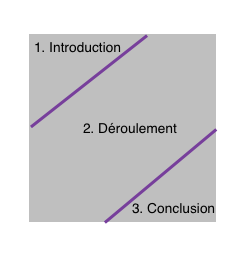 1. Introduction
2. Déroulement
3. Conclusion